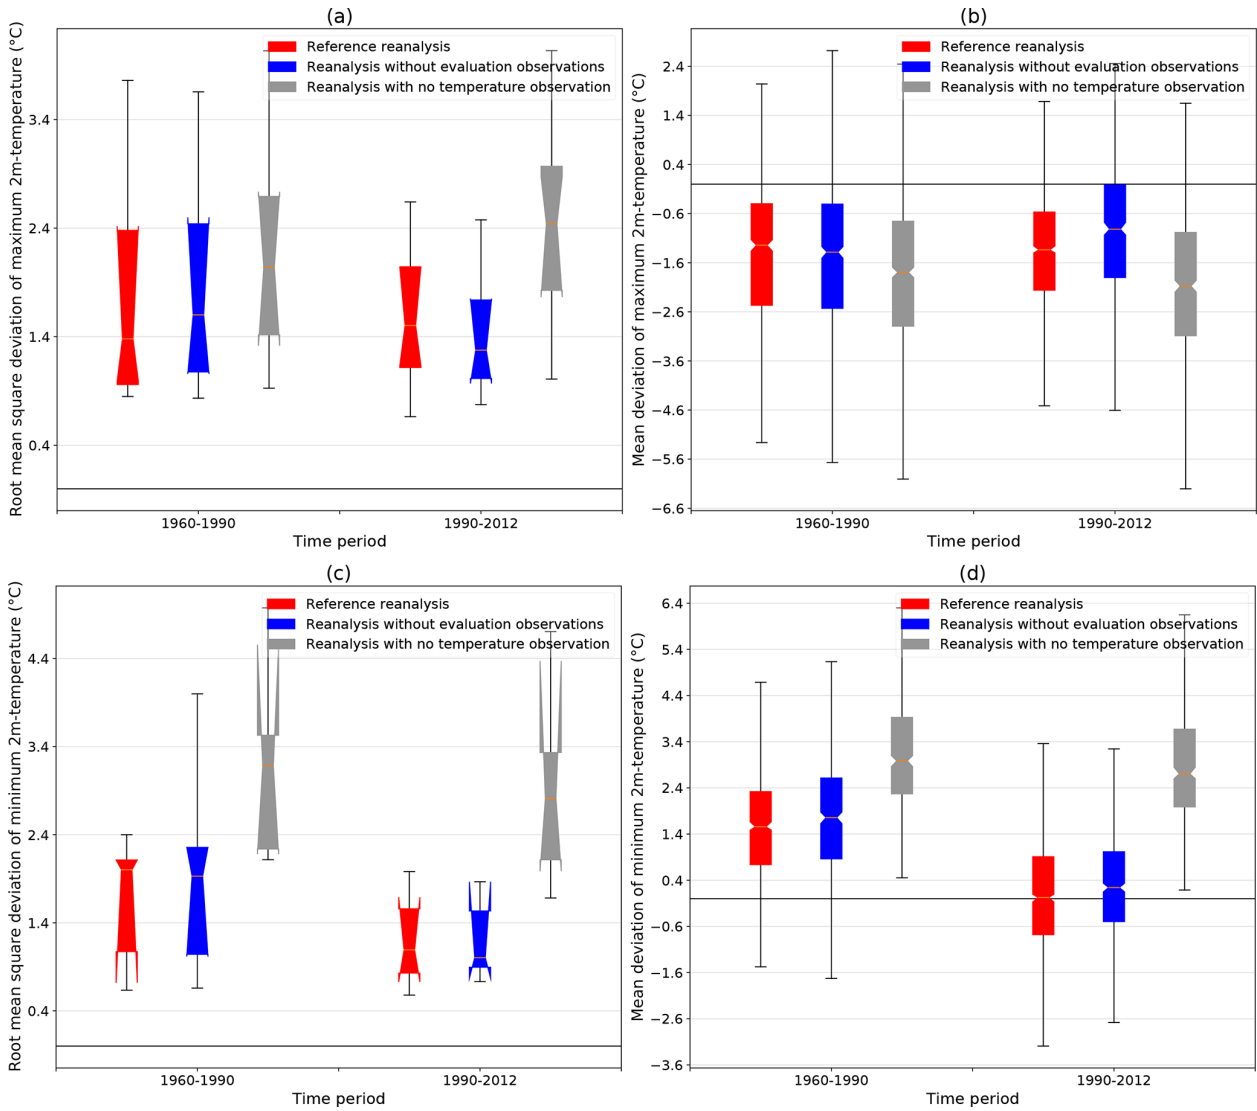 (a)
Root mean square deviation of maximum 2m-temperature (°C)
Reference reanalysis
Reanalysis without evaluation observations
Reanalysis with no temperature observation
3.4
2.4
1.4
0.4
1960-1990
1990-2012
Time period
(b)
Mean deviation of maximum 2m-temperature (°C)
Reference reanalysis
Reanalysis without evaluation observations
Reanalysis with no temperature observation
2.4
1.4
0.4
−0.6
−1.6
−2.6
−3.6
−4.6
−5.6
−6.6
1960-1990
1990-2012
Time period
(c)
Root mean square deviation of minimum 2m-temperature (°C)
Reference reanalysis
Reanalysis without evaluation observations
Reanalysis with no temperature observation
4.4
3.4
2.4
1.4
0.4
1960-1990
1990-2012
Time period
(d)
Mean deviation of minimum 2m-temperature (°C)
Reference reanalysis
Reanalysis without evaluation observations
Reanalysis with no temperature observation
6.4
5.4
4.4
3.4
2.4
1.4
0.4
−0.6
−1.6
−2.6
−3.6
1960-1990
1990-2012
Time period